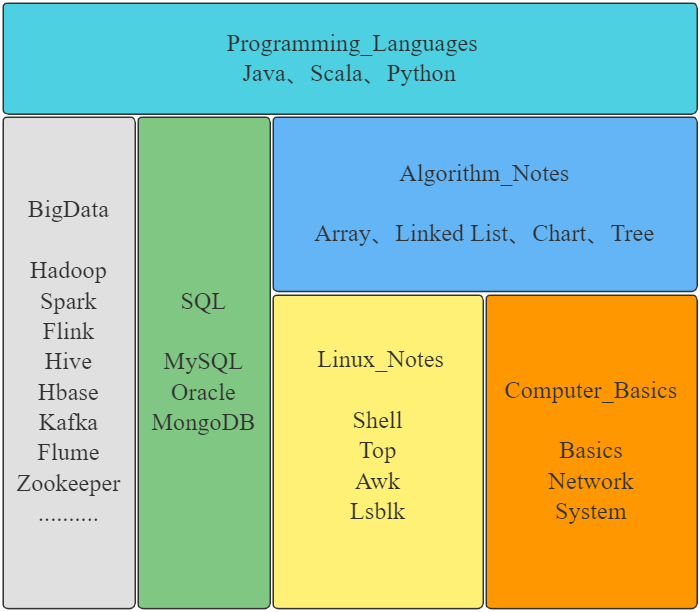 Programming_Languages
Java、Scala、Python
BigData
Hadoop
Spark
Flink
Hive
Hbase
Kafka
Flume
Zookeeper
..........
SQL
MySQL
Oracle
MongoDB
Algorithm_Notes
Array、Linked List、Chart、Tree
Linux_Notes
Shell
Top
Awk
Lsblk
Computer_Basics
Basics
Network
System